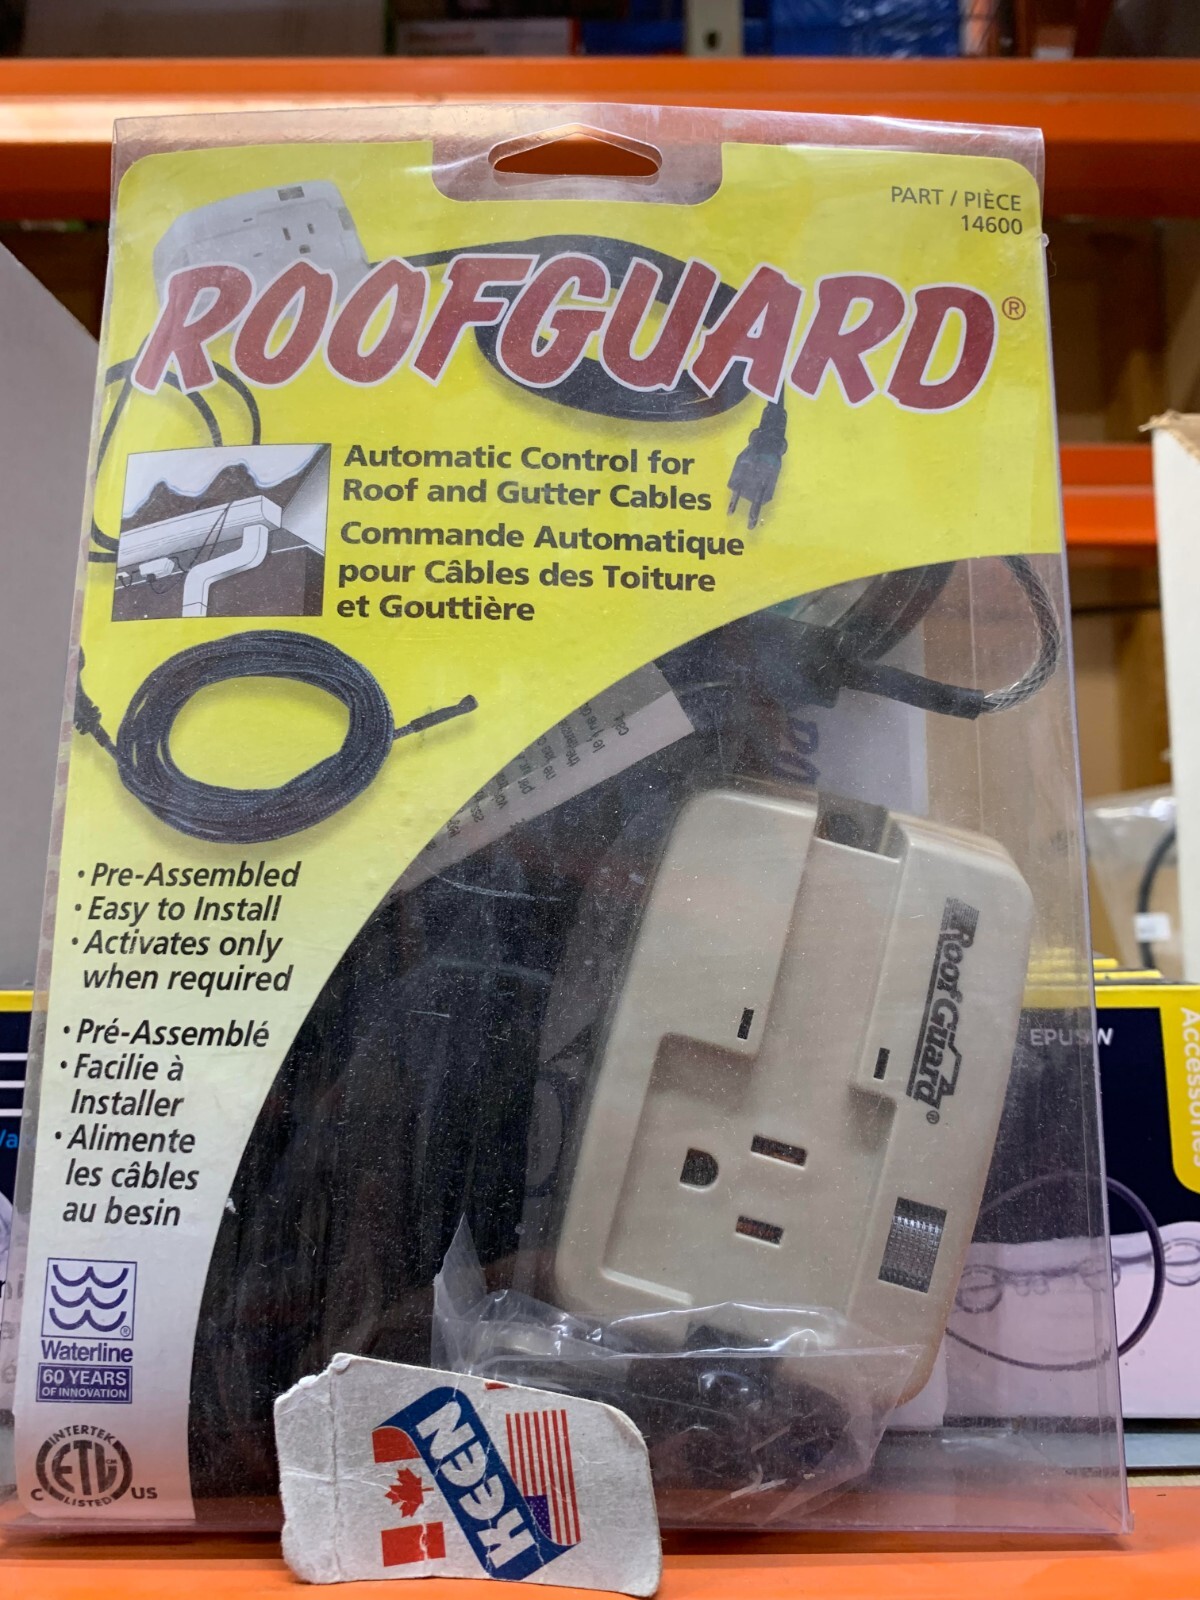 PART / PIÈCE
14600
ROOFGUARD®
Automatic Control for
Roof and Gutter Cables
Commande Automatique
pour Câbles des Toiture
et Gouttière
• Pre-Assembled
• Easy to Install
• Activates only
when required
• Pré-Assemblé
• Facilie à
Installer
• Alimente
les câbles
au besin
®
Waterline
60 YEARS
OF INNOVATION
INTERTEK
ETL CM
LISTED
C US
RoofGuard®
KEEN
EPLISW
Accessories